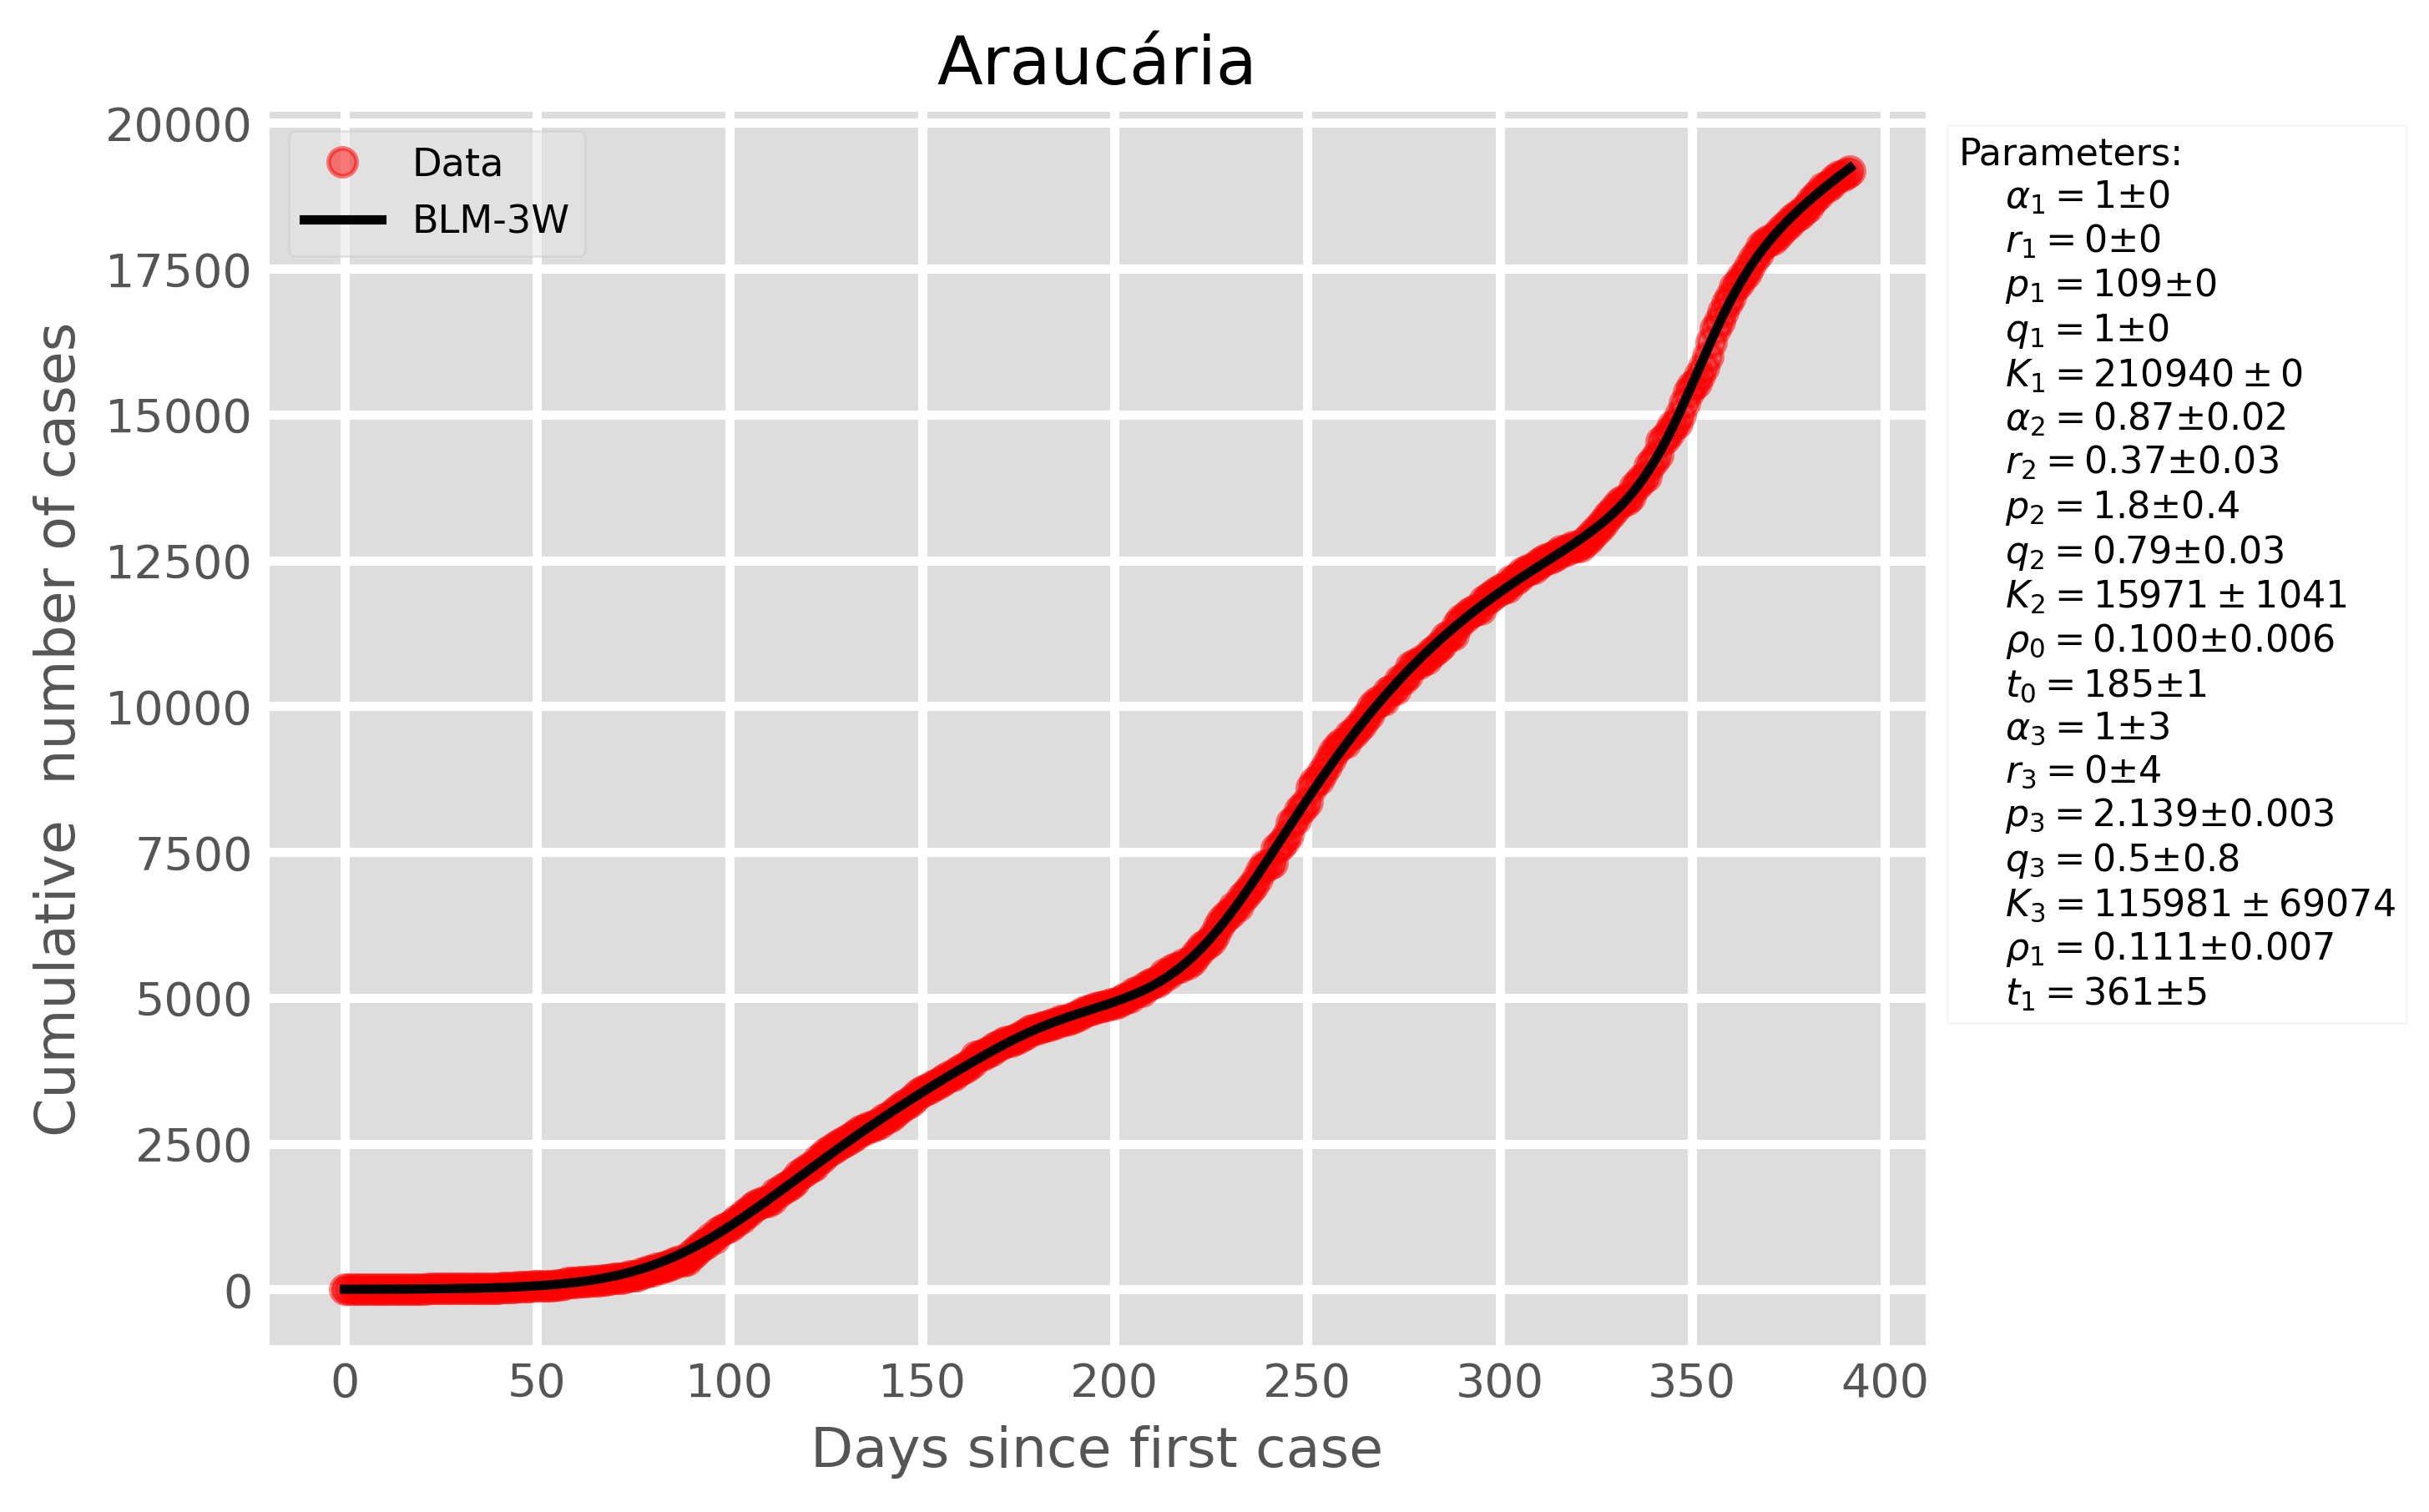 Araucária
20000
17500
15000
12500
10000
7500
5000
2500
0
Cumulative  number of cases
Data
BLM-3W
0 50 100 150 200 250 300 350 400
Days since first case
Parameters:
α₁ = 1±0
r₁ = 0±0
p₁ = 109±0
q₁ = 1±0
K₁ = 210940 ± 0
α₂ = 0.87±0.02
r₂ = 0.37±0.03
p₂ = 1.8±0.4
q₂ = 0.79±0.03
K₂ = 15971 ± 1041
ρ₀ = 0.100±0.006
t₀ = 185±1
α₃ = 1±3
r₃ = 0±4
p₃ = 2.139±0.003
q₃ = 0.5±0.8
K₃ = 115981 ± 69074
ρ₁ = 0.111±0.007
t₁ = 361±5